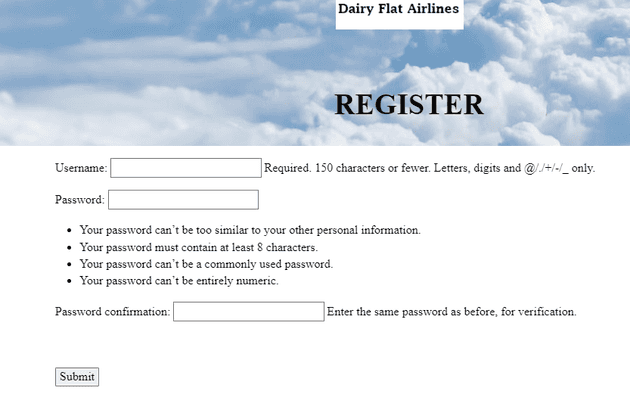 Dairy Flat Airlines
REGISTER
Username: Required. 150 characters or fewer. Letters, digits and @/./+/-/_ only.
Password:
Your password can’t be too similar to your other personal information.
Your password must contain at least 8 characters.
Your password can’t be a commonly used password.
Your password can’t be entirely numeric.
Password confirmation: Enter the same password as before, for verification.
Submit